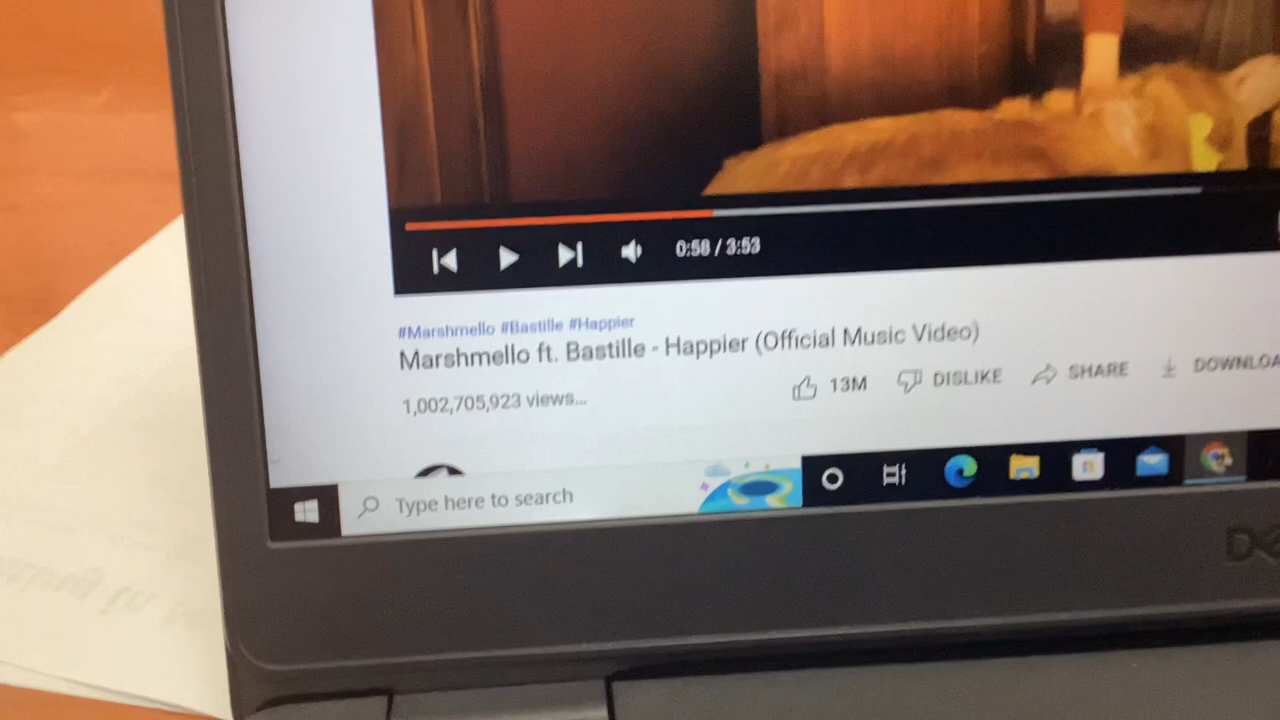 0:58 / 3:53
#Marshmello #Bastille #Happier
Marshmello ft. Bastille - Happier (Official Music Video)
1,002,705,923 views...
13M DISLIKE SHARE DOWNLOA
Type here to search